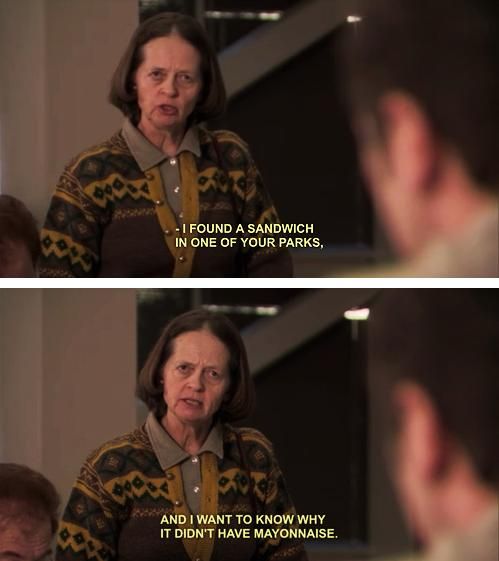 - I FOUND A SANDWICH
IN ONE OF YOUR PARKS,
AND I WANT TO KNOW WHY
IT DIDN'T HAVE MAYONNAISE.